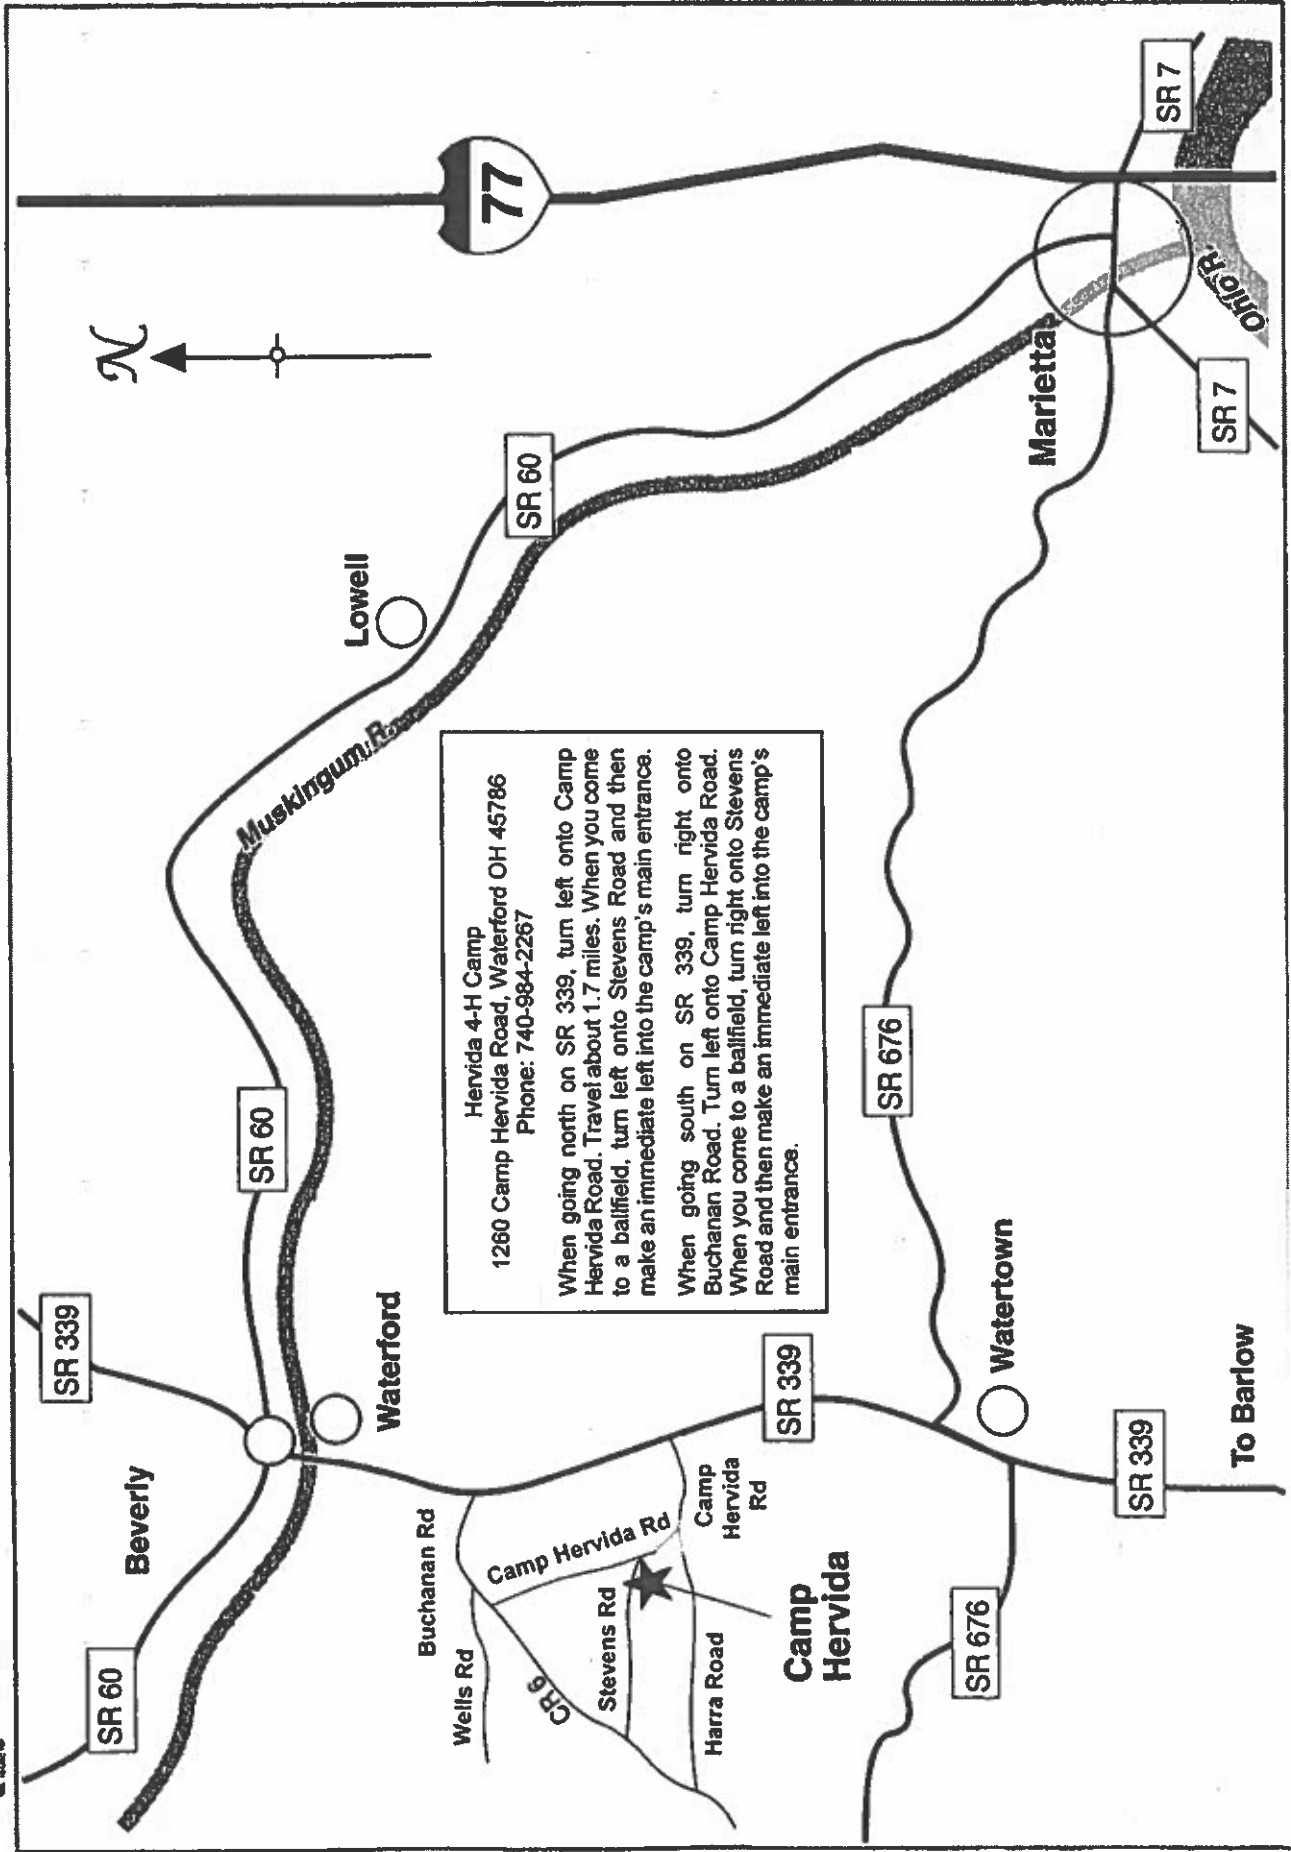 N
77
SR 339
SR 60
Beverly
SR 60
Waterford
Muskingum R.
Lowell
SR 60
Buchanan Rd
Wells Rd
CR 6
Camp Hervida Rd
Stevens Rd
Harra Road
Camp
Hervida
Rd
Camp
Hervida
Hervida 4-H Camp
1260 Camp Hervida Road, Waterford OH 45786
Phone: 740-984-2267
When going north on SR 339, turn left onto Camp
Hervida Road. Travel about 1.7 miles. When you come
to a ballfield, turn left onto Stevens Road and then
make an immediate left into the camp's main entrance.
When going south on SR 339, turn right onto
Buchanan Road. Turn left onto Camp Hervida Road.
When you come to a ballfield, turn right onto Stevens
Road and then make an immediate left into the camp's
main entrance.
SR 339
SR 676
SR 676
Watertown
SR 339
To Barlow
Marietta
SR 7
SR 7
Ohio R.